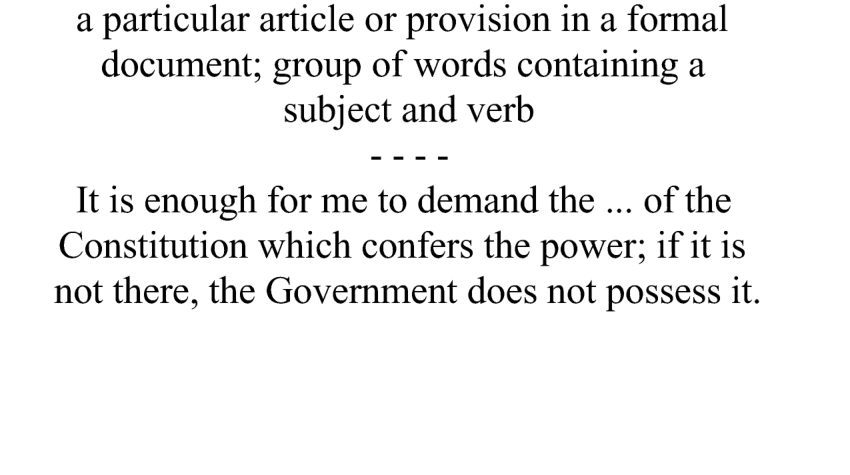 a particular article or provision in a formal
document; group of words containing a
subject and verb
- - - -
It is enough for me to demand the ... of the
Constitution which confers the power; if it is
not there, the Government does not possess it.